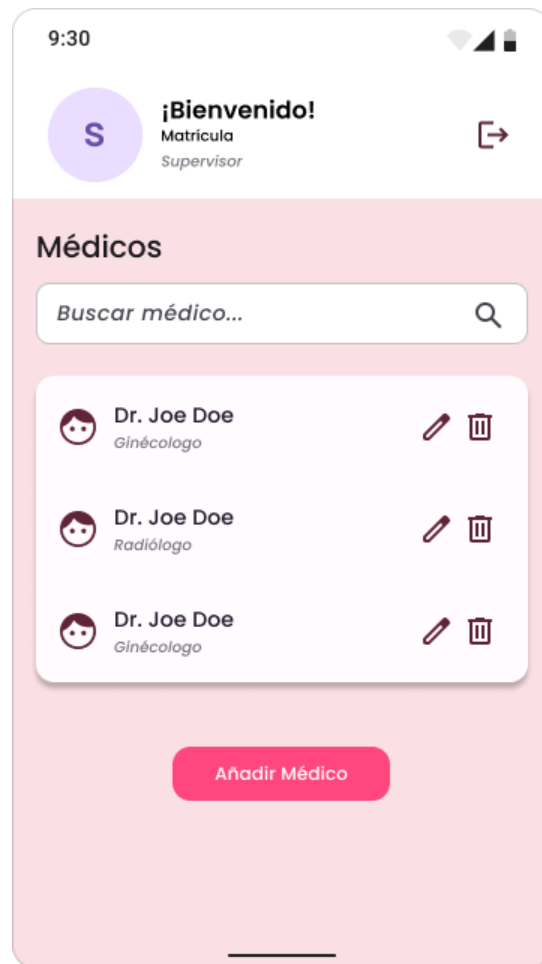 9:30
S
¡Bienvenido!
Matrícula
Supervisor
Médicos
Buscar médico...
Dr. Joe Doe
Ginécologo
Dr. Joe Doe
Radiólogo
Dr. Joe Doe
Ginécologo
Añadir Médico